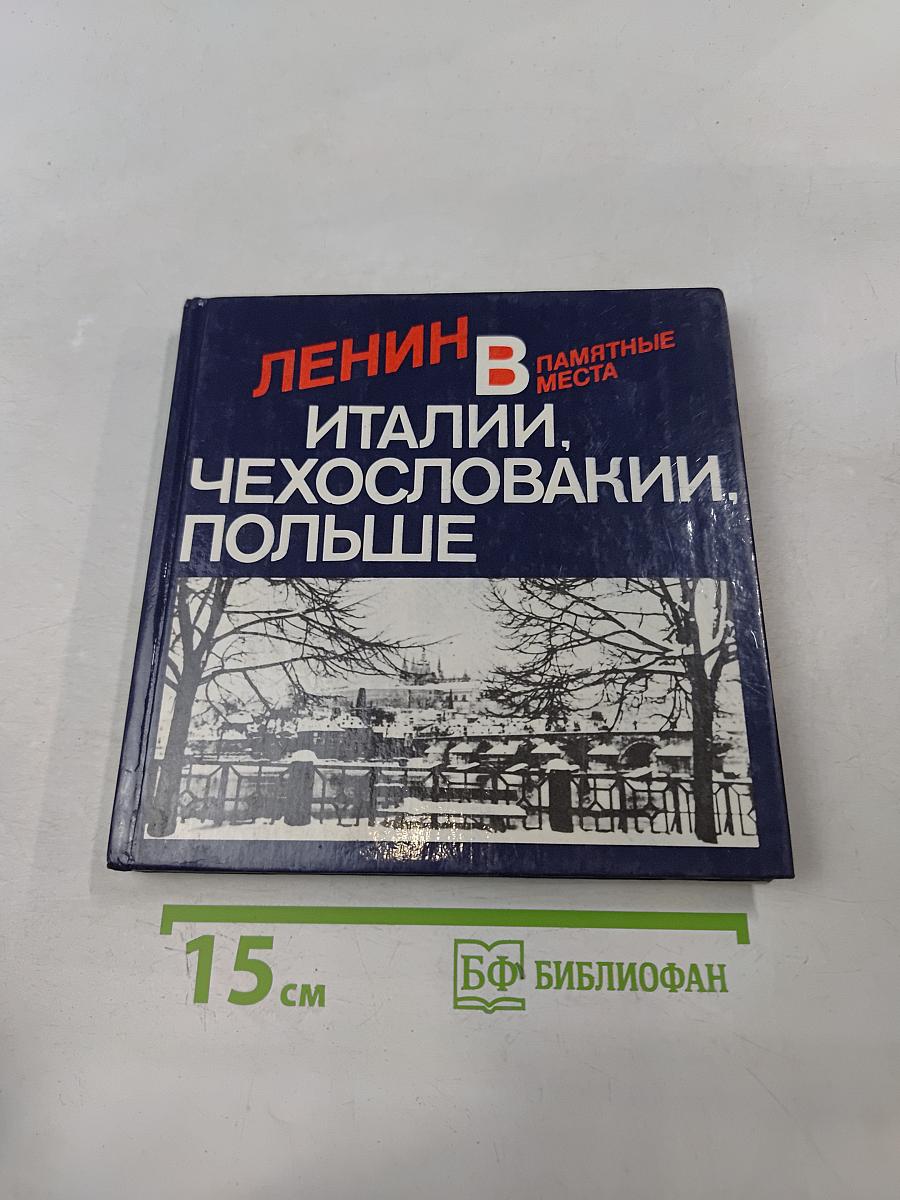 ЛЕНИН В ПАМЯТНЫЕ
МЕСТА
ИТАЛИИ,
ЧЕХОСЛОВАКИИ,
ПОЛЬШЕ
15 см
БФ БИБЛИОФАН